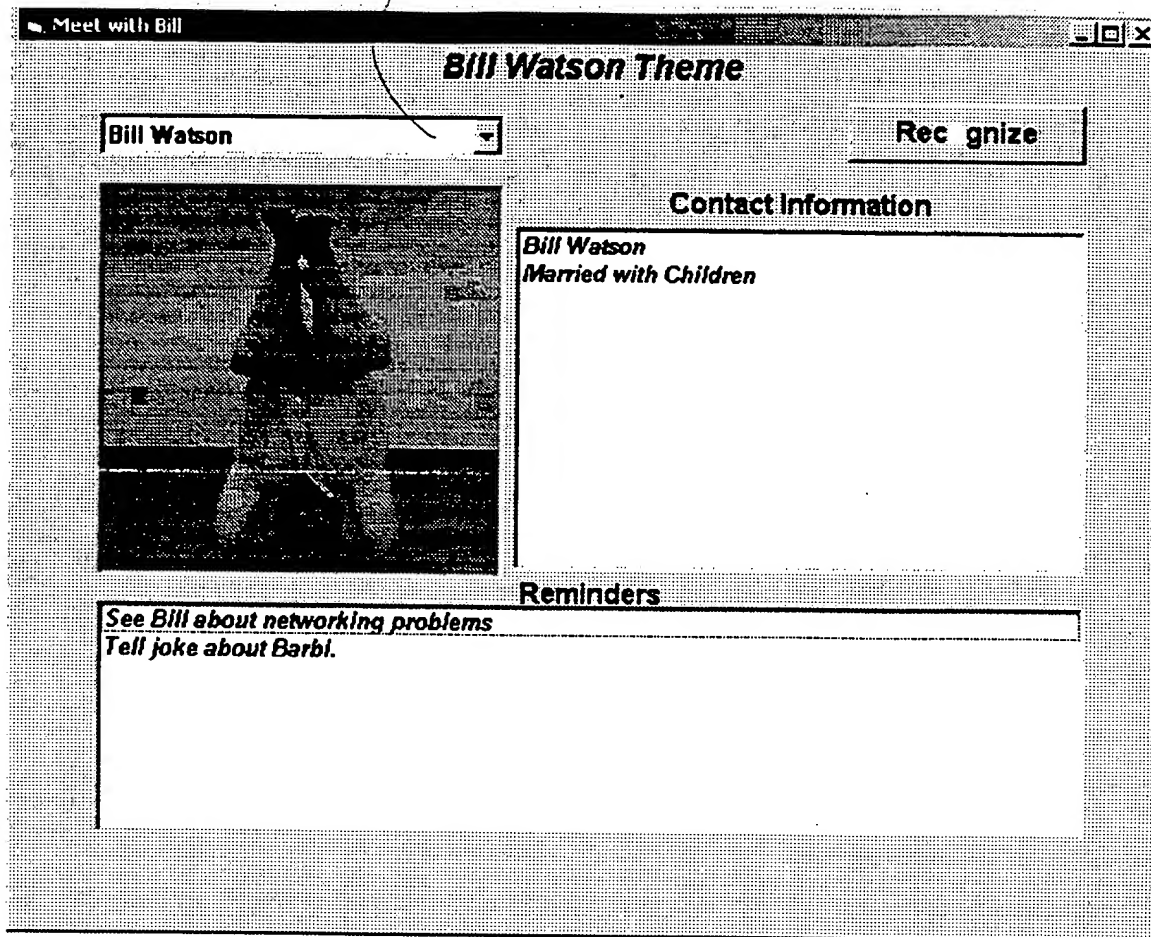 Meet with Bill
Bill Watson Theme
Bill Watson
Rec gnize
Contact Information
Bill Watson
Married with Children
Reminders
See Bill about networking problems
Tell joke about Barbi.